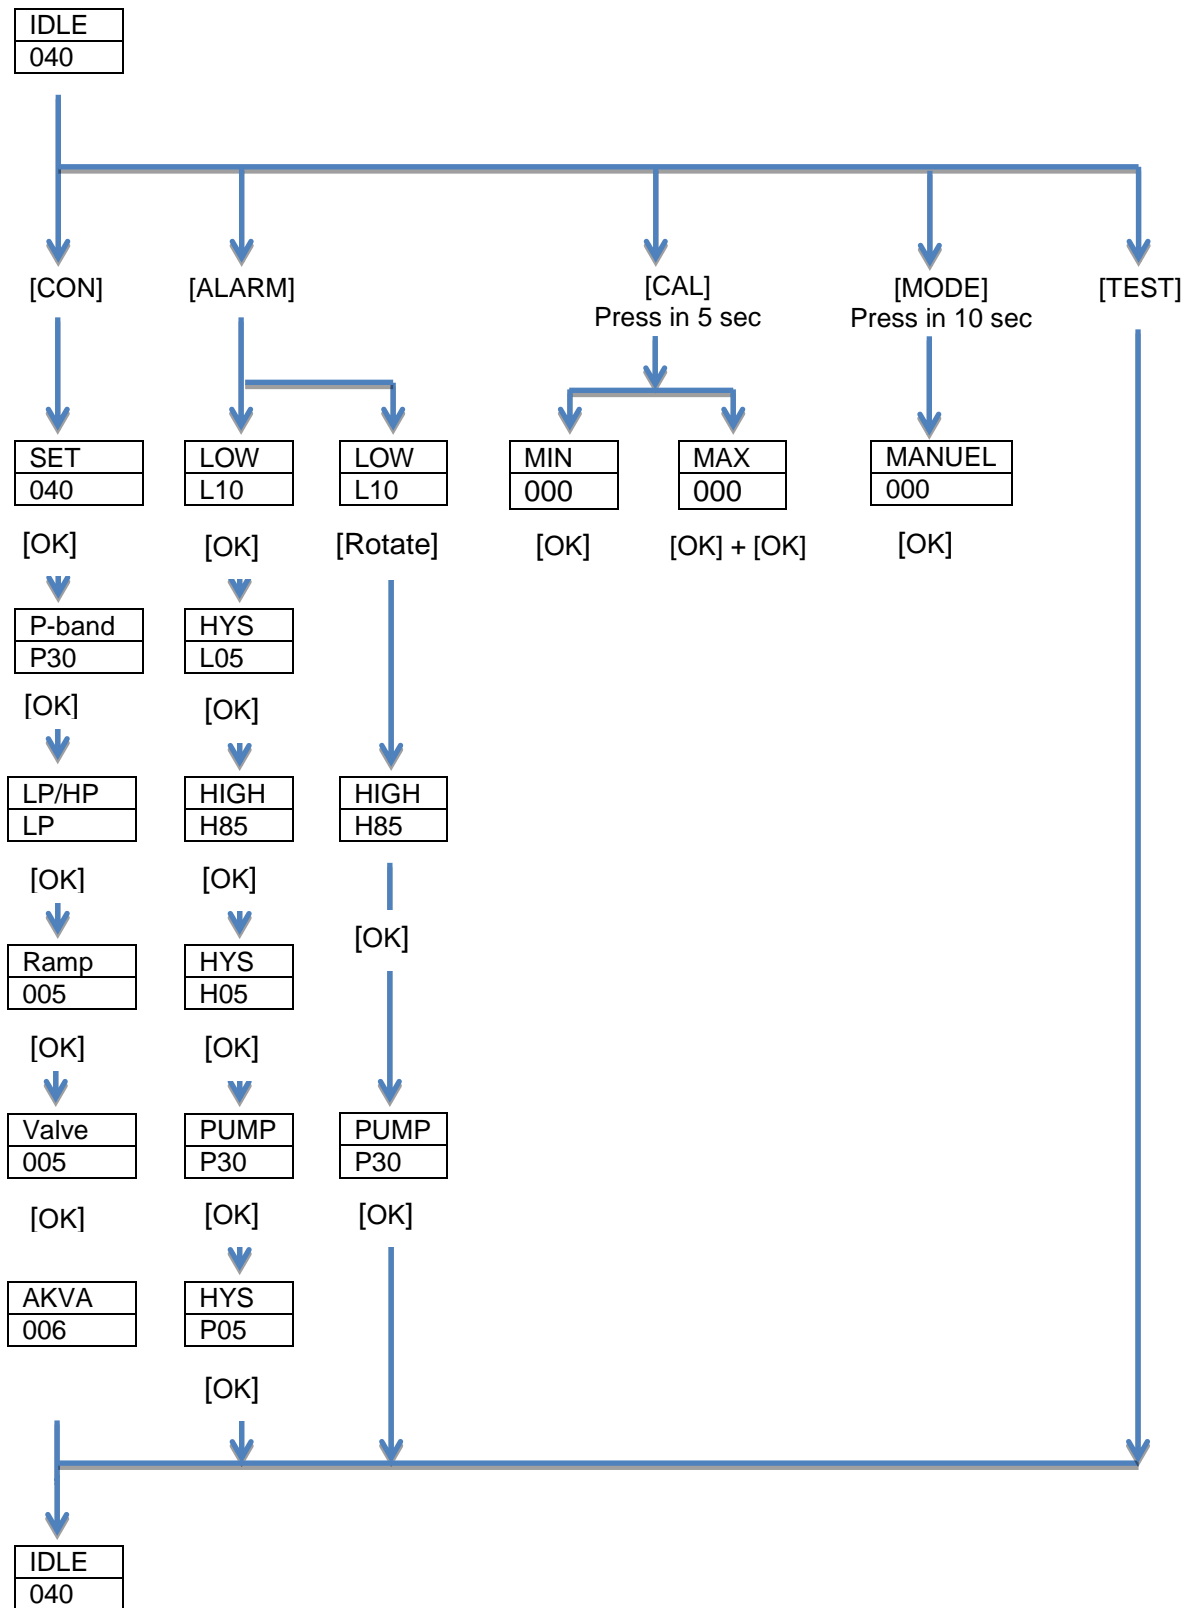 IDLE
040
[CON]
[ALARM]
[CAL]
Press in 5 sec
[MODE]
Press in 10 sec
[TEST]
SET
040
LOW
L10
LOW
L10
MIN
000
MAX
000
MANUEL
000
[OK]
[OK]
[Rotate]
[OK]
[OK] + [OK]
[OK]
P-band
P30
HYS
L05
[OK]
[OK]
LP/HP
LP
HIGH
H85
HIGH
H85
[OK]
[OK]
[OK]
Ramp
005
HYS
H05
[OK]
[OK]
Valve
005
PUMP
P30
PUMP
P30
[OK]
[OK]
[OK]
AKVA
006
HYS
P05
[OK]
IDLE
040